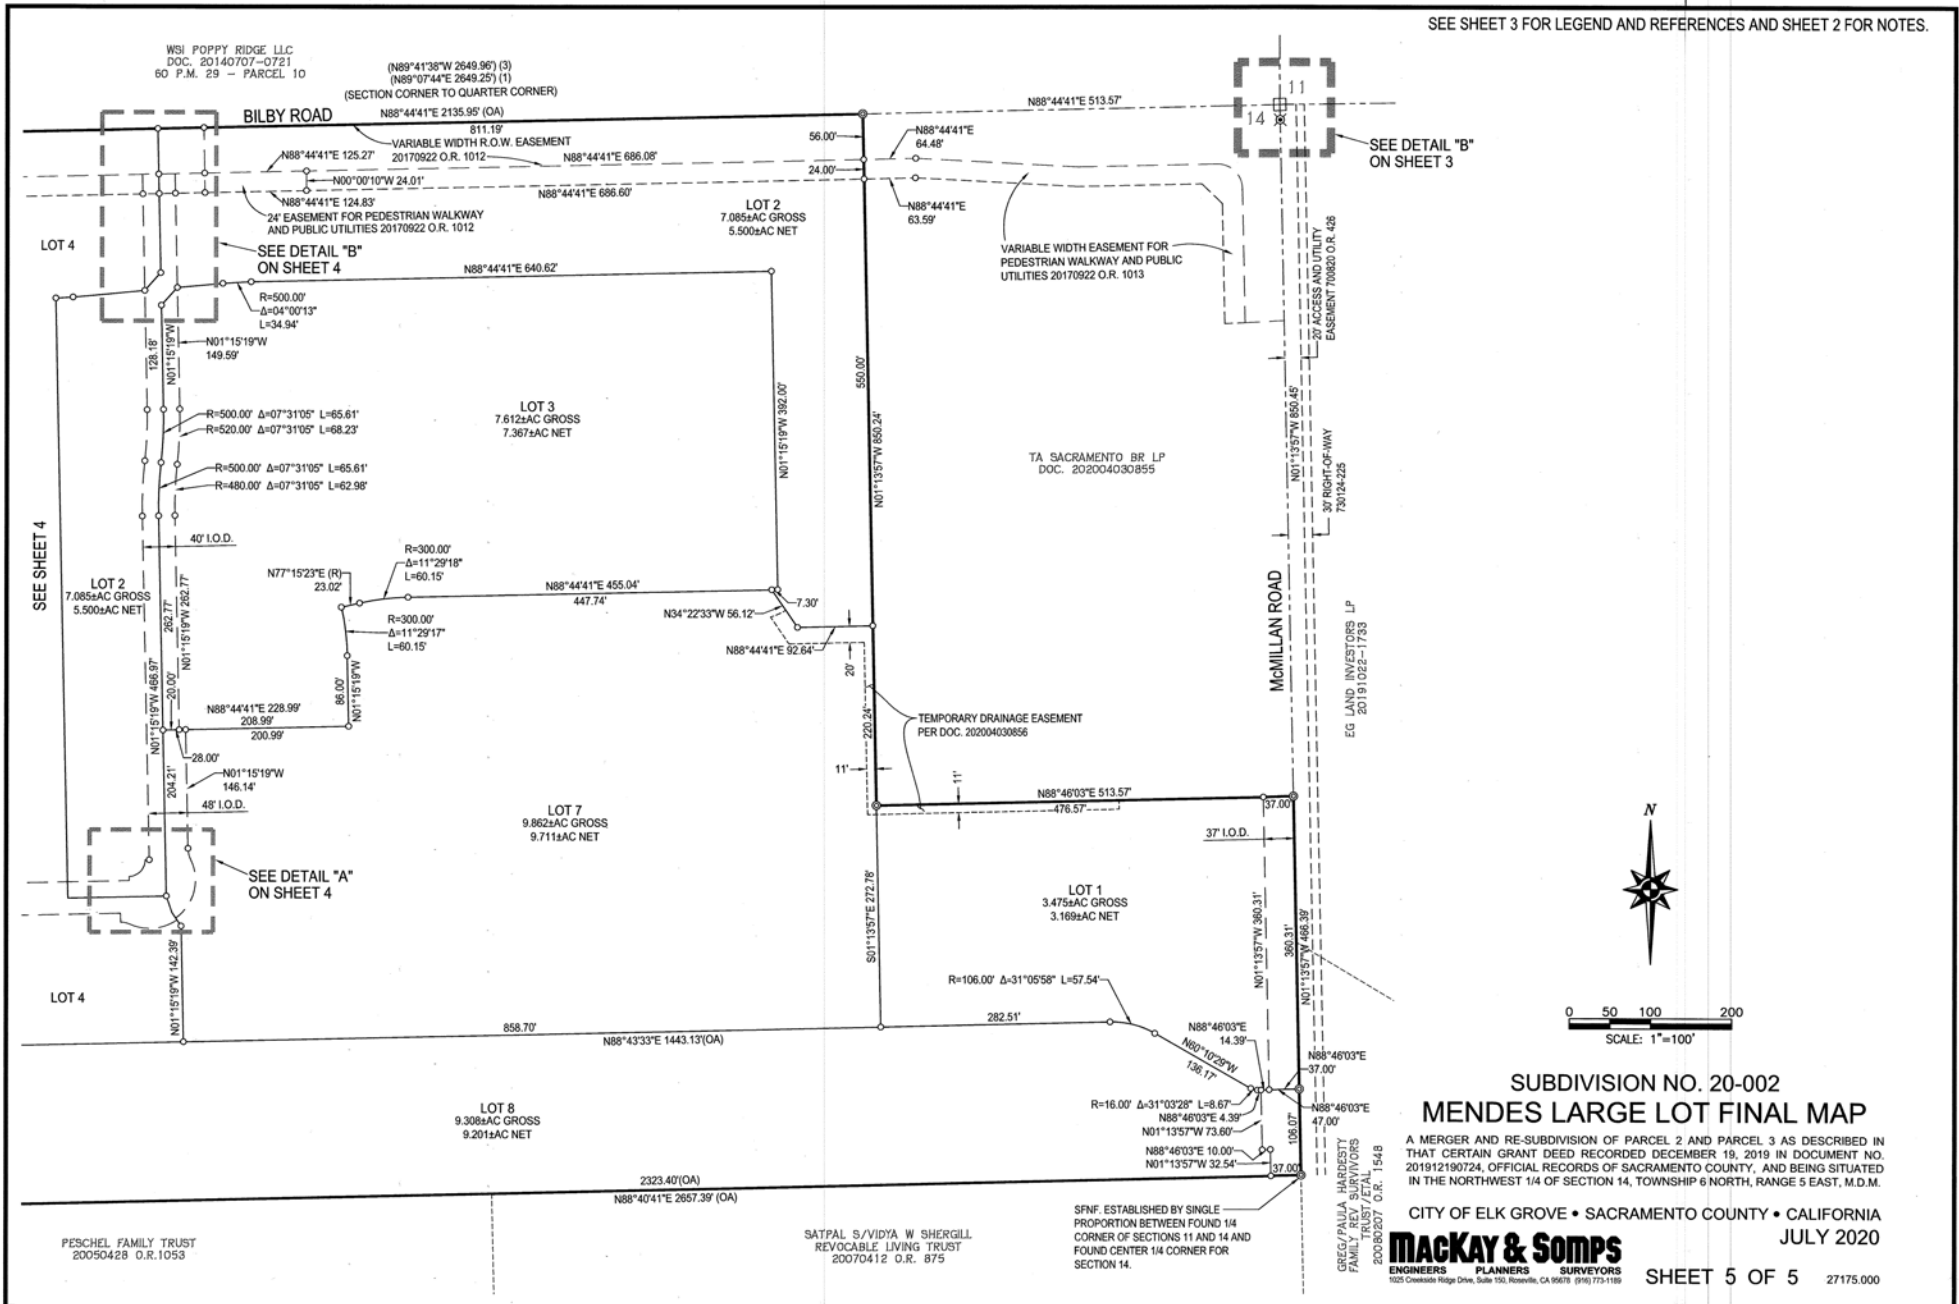 SEE SHEET 3 FOR LEGEND AND REFERENCES AND SHEET 2 FOR NOTES.
WSI POPPY RIDGE LLC
DOC. 20140707-0721
60 P.M. 29 - PARCEL 10
(N89°41'38"W 2649.96') (3)
(N89°07'44"E 2649.25') (1)
(SECTION CORNER TO QUARTER CORNER)
BILBY ROAD
N88°44'41"E 2135.95' (OA)
811.19'
N88°44'41"E 513.57'
11
14
SEE DETAIL "B"
ON SHEET 3
VARIABLE WIDTH R.O.W. EASEMENT
20170922 O.R. 1012
56.00'
N88°44'41"E
64.48'
N88°44'41"E 125.27'
N88°44'41"E 686.08'
24.00'
N00°00'10"W 24.01'
N88°44'41"E 686.60'
N88°44'41"E 124.83'
N88°44'41"E
63.59'
24' EASEMENT FOR PEDESTRIAN WALKWAY
AND PUBLIC UTILITIES 20170922 O.R. 1012
LOT 2
7.085±AC GROSS
5.500±AC NET
LOT 4
SEE DETAIL "B"
ON SHEET 4
VARIABLE WIDTH EASEMENT FOR
PEDESTRIAN WALKWAY AND PUBLIC
UTILITIES 20170922 O.R. 1013
20' ACCESS AND UTILITY
EASEMENT 700820 O.R. 426
N88°44'41"E 640.62'
R=500.00'
Δ=04°00'13"
L=34.94'
N01°15'19"W
149.59'
128.18'
N01°15'19"W
550.00'
N01°15'19"W 392.00'
N01°13'57"W 850.24'
N01°13'57"W 850.45'
LOT 3
7.612±AC GROSS
7.367±AC NET
R=500.00' Δ=07°31'05" L=65.61'
R=520.00' Δ=07°31'05" L=68.23'
R=500.00' Δ=07°31'05" L=65.61'
R=480.00' Δ=07°31'05" L=62.98'
TA SACRAMENTO BR LP
DOC. 202004030855
30' RIGHT-OF-WAY
730124-225
SEE SHEET 4
40' I.O.D.
LOT 2
7.085±AC GROSS
5.500±AC NET
262.77'
N01°15'19"W 262.77'
N77°15'23"E (R)
23.02'
R=300.00'
Δ=11°29'18"
L=60.15'
N88°44'41"E 455.04'
447.74'
7.30'
R=300.00'
Δ=11°29'17"
L=60.15'
N34°22'33"W 56.12'
N88°44'41"E 92.64'
20'
McMILLAN ROAD
EG LAND INVESTORS LP
20191022-1733
N01°15'19"W 466.97'
20.00'
86.00'
N01°15'19"W
N88°44'41"E 228.99'
208.99'
200.99'
28.00'
220.24'
TEMPORARY DRAINAGE EASEMENT
PER DOC. 202004030856
N01°15'19"W
146.14'
204.21'
48' I.O.D.
11'
11'
N88°46'03"E 513.57'
476.57'
37.00'
37' I.O.D.
LOT 7
9.862±AC GROSS
9.711±AC NET
SEE DETAIL "A"
ON SHEET 4
LOT 1
3.475±AC GROSS
3.169±AC NET
S01°13'57"E 272.78'
N01°13'57"W 360.31'
360.31'
N01°13'57"W 466.39'
N
LOT 4
N01°15'19"W 142.39'
R=106.00' Δ=31°05'58" L=57.54'
858.70'
282.51'
N88°43'33"E 1443.13'(OA)
N88°46'03"E
14.39'
N60°10'29"W
136.17'
N88°46'03"E
37.00'
R=16.00' Δ=31°03'28" L=8.67'
N88°46'03"E 4.39'
N01°13'57"W 73.60'
N88°46'03"E
47.00'
106.07'
N88°46'03"E 10.00'
N01°13'57"W 32.54'
37.00'
LOT 8
9.308±AC GROSS
9.201±AC NET
2323.40'(OA)
N88°40'41"E 2657.39' (OA)
SFNF. ESTABLISHED BY SINGLE
PROPORTION BETWEEN FOUND 1/4
CORNER OF SECTIONS 11 AND 14 AND
FOUND CENTER 1/4 CORNER FOR
SECTION 14.
PESCHEL FAMILY TRUST
20050428 O.R.1053
SATPAL S/VIDYA W SHERGILL
REVOCABLE LIVING TRUST
20070412 O.R. 875
GREG/PAULA HARDESTY
FAMILY REV SURVIVORS
TRUST/ETAL
20080207 O.R. 1548
0 50 100 200
SCALE: 1"=100'
SUBDIVISION NO. 20-002
MENDES LARGE LOT FINAL MAP
A MERGER AND RE-SUBDIVISION OF PARCEL 2 AND PARCEL 3 AS DESCRIBED IN
THAT CERTAIN GRANT DEED RECORDED DECEMBER 19, 2019 IN DOCUMENT NO.
201912190724, OFFICIAL RECORDS OF SACRAMENTO COUNTY, AND BEING SITUATED
IN THE NORTHWEST 1/4 OF SECTION 14, TOWNSHIP 6 NORTH, RANGE 5 EAST, M.D.M.
CITY OF ELK GROVE • SACRAMENTO COUNTY • CALIFORNIA
JULY 2020
MACKAY & SOMPS
ENGINEERS PLANNERS SURVEYORS
1025 Creekside Ridge Drive, Suite 150, Roseville, CA 95678 (916) 773-1189
SHEET 5 OF 5
27175.000